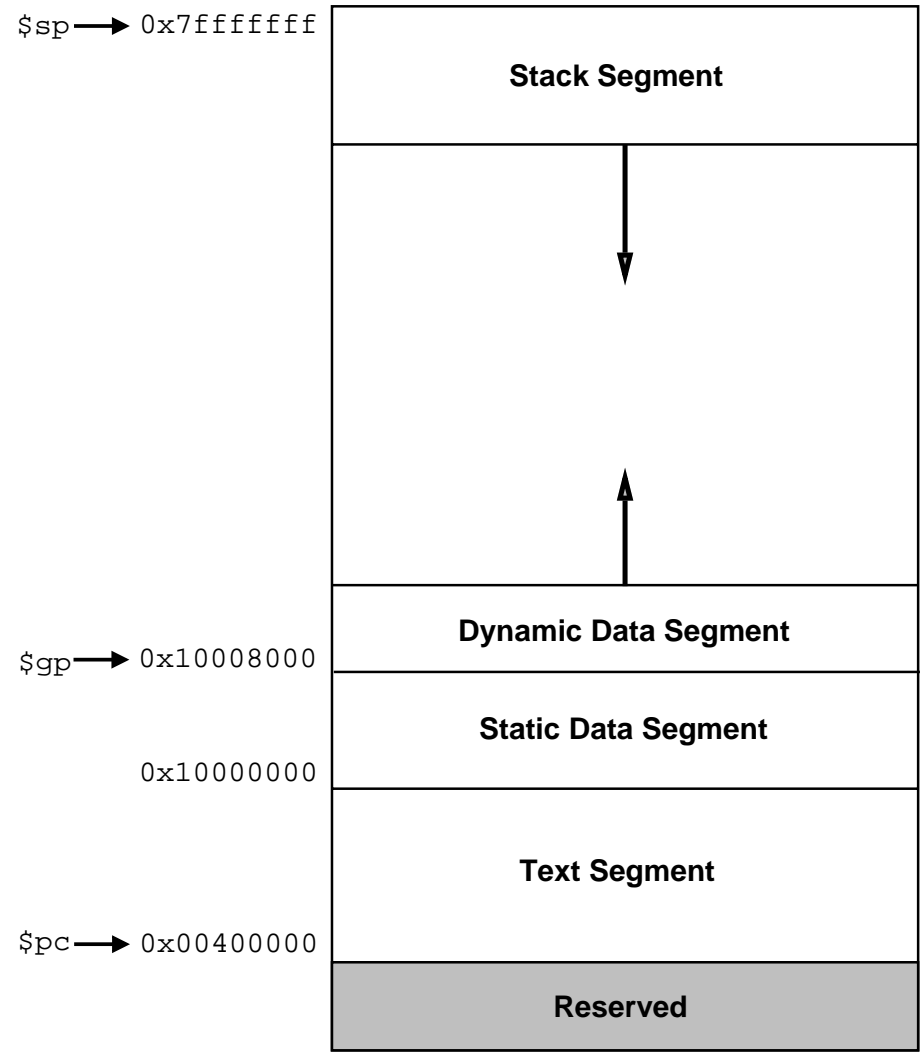 $sp 0x7fffffff
Stack Segment
Dynamic Data Segment
$gp 0x10008000
Static Data Segment
0x10000000
Text Segment
$pc 0x00400000
Reserved